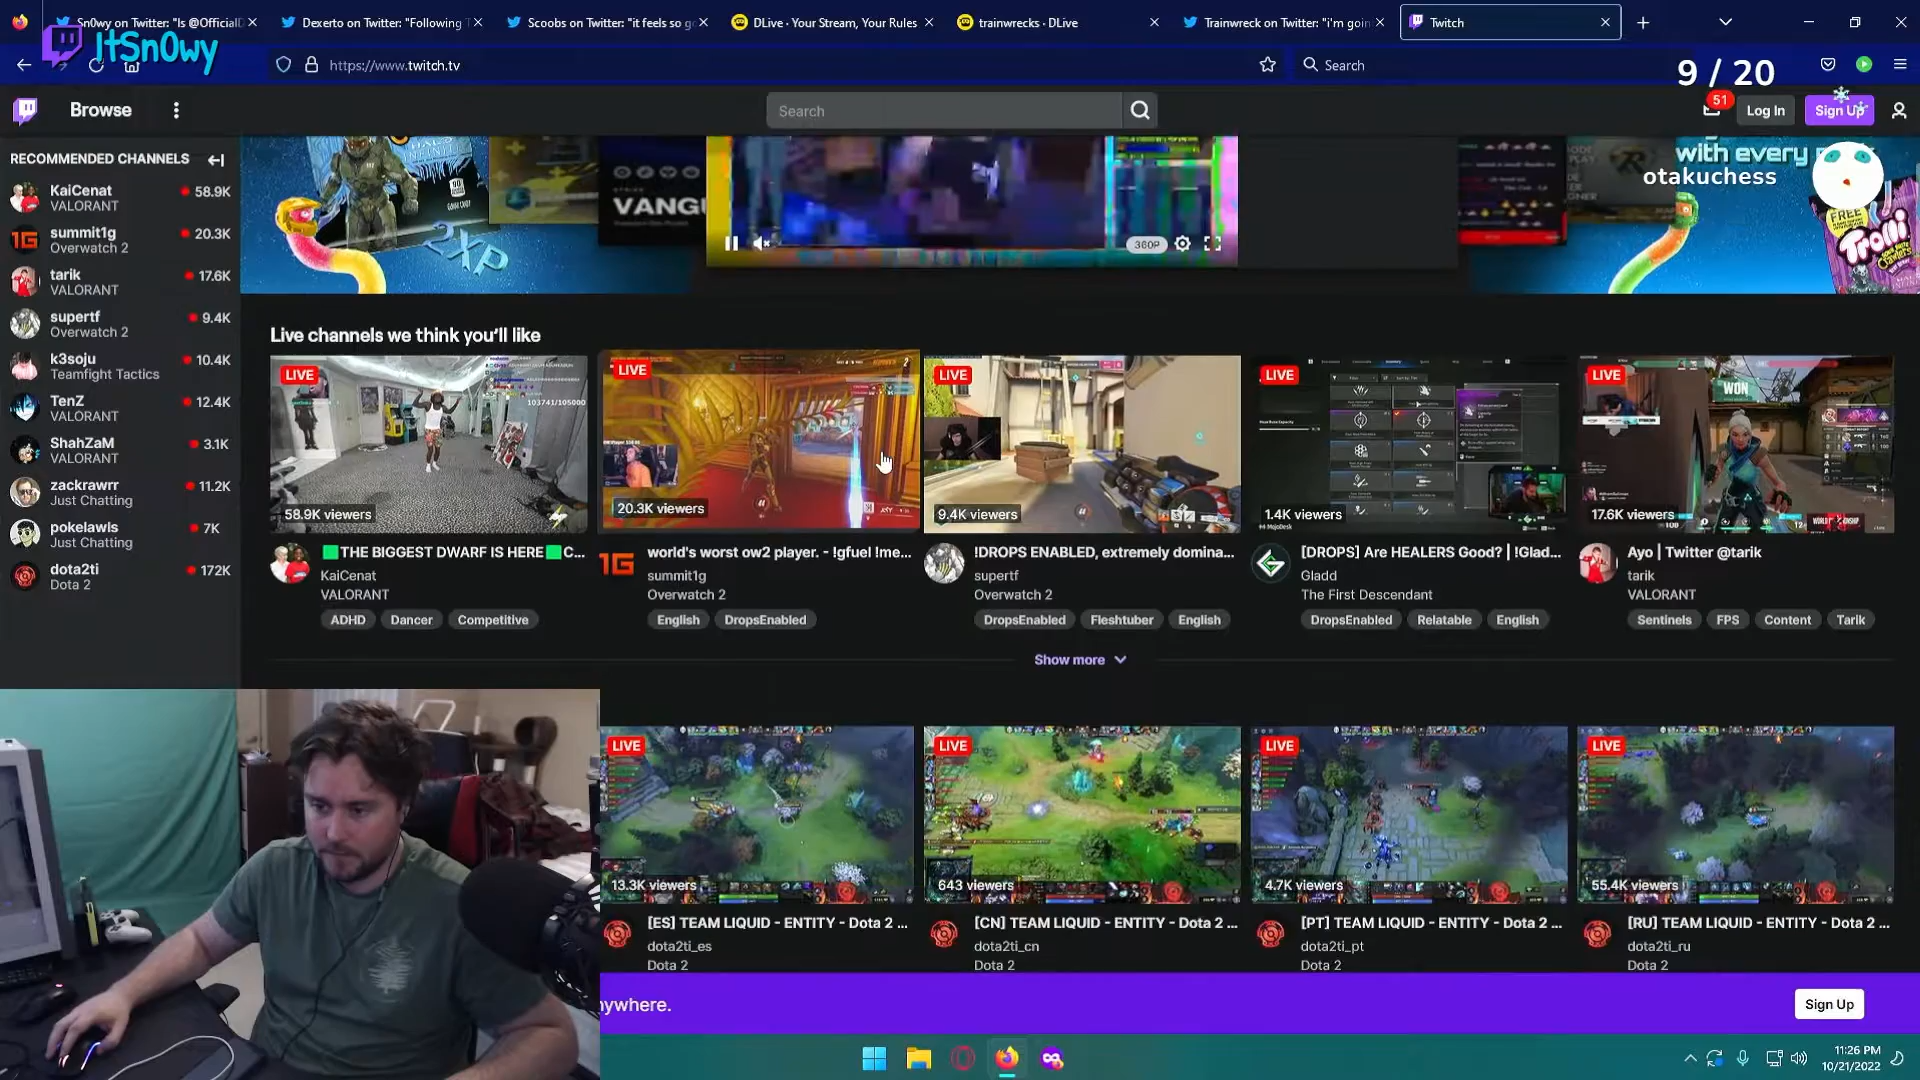 Sn0wy on Twitter: "Is @OfficialD
Dexerto on Twitter: "Following T
Scoobs on Twitter: "it feels so g
DLive · Your Stream, Your Rules
trainwrecks · DLive
Trainwreck on Twitter: "i'm goin
Twitch
ItSn0wy
https://www.twitch.tv
Search
9 / 20
Browse
Search
51
Log In
Sign Up
RECOMMENDED CHANNELS
KaiCenat
VALORANT
58.9K
summit1g
Overwatch 2
20.3K
tarik
VALORANT
17.6K
supertf
Overwatch 2
9.4K
k3soju
Teamfight Tactics
10.4K
TenZ
VALORANT
12.4K
ShahZaM
VALORANT
3.1K
zackrawrr
Just Chatting
11.2K
pokelawls
Just Chatting
7K
dota2ti
Dota 2
172K
2XP
VANGU
360P
with every
otakuchess
FREE
Trolli
Live channels we think you'll like
LIVE
103741/105000
58.9K viewers
THE BIGGEST DWARF IS HERE C...
KaiCenat
VALORANT
ADHD Dancer Competitive
LIVE
20.3K viewers
1G
world's worst ow2 player. - !gfuel !me...
summit1g
Overwatch 2
English DropsEnabled
LIVE
9.4K viewers
!DROPS ENABLED, extremely domina...
supertf
Overwatch 2
DropsEnabled Fleshtuber English
LIVE
1.4K viewers
[DROPS] Are HEALERS Good? | !Glad...
Gladd
The First Descendant
DropsEnabled Relatable English
LIVE
WON
17.6K viewers
Ayo | Twitter @tarik
tarik
VALORANT
Sentinels FPS Content Tarik
Show more
LIVE
13.3K viewers
[ES] TEAM LIQUID - ENTITY - Dota 2 ...
dota2ti_es
Dota 2
LIVE
643 viewers
[CN] TEAM LIQUID - ENTITY - Dota 2 ...
dota2ti_cn
Dota 2
LIVE
4.7K viewers
[PT] TEAM LIQUID - ENTITY - Dota 2 ...
dota2ti_pt
Dota 2
LIVE
55.4K viewers
[RU] TEAM LIQUID - ENTITY - Dota 2 ...
dota2ti_ru
Dota 2
nywhere.
Sign Up
11:26 PM
10/21/2022